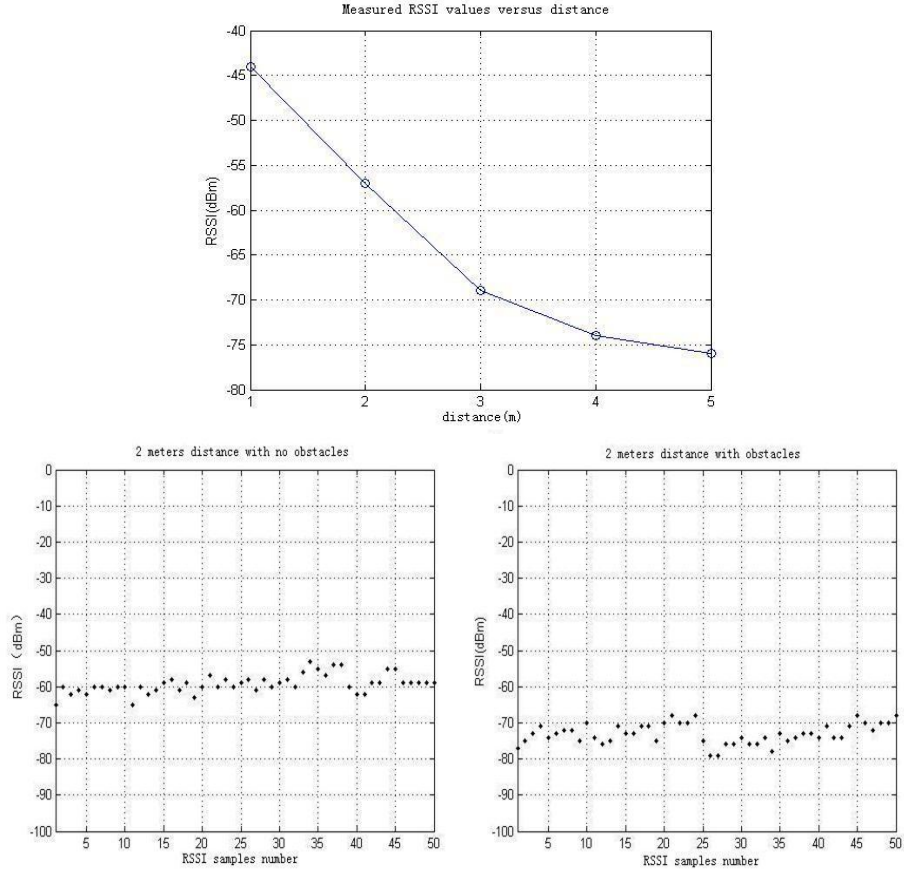 Measured RSSI values versus distance
-40
-45
-50
-55
-60
-65
-70
-75
-80
RSSI(dBm)
1 2 3 4 5
distance(m)
2 meters distance with no obstacles
0
-10
-20
-30
-40
-50
-60
-70
-80
-90
-100
RSSI (dBm)
5 10 15 20 25 30 35 40 45 50
RSSI samples number
2 meters distance with obstacles
0
-10
-20
-30
-40
-50
-60
-70
-80
-90
-100
RSSI(dBm)
5 10 15 20 25 30 35 40 45 50
RSSI samples number